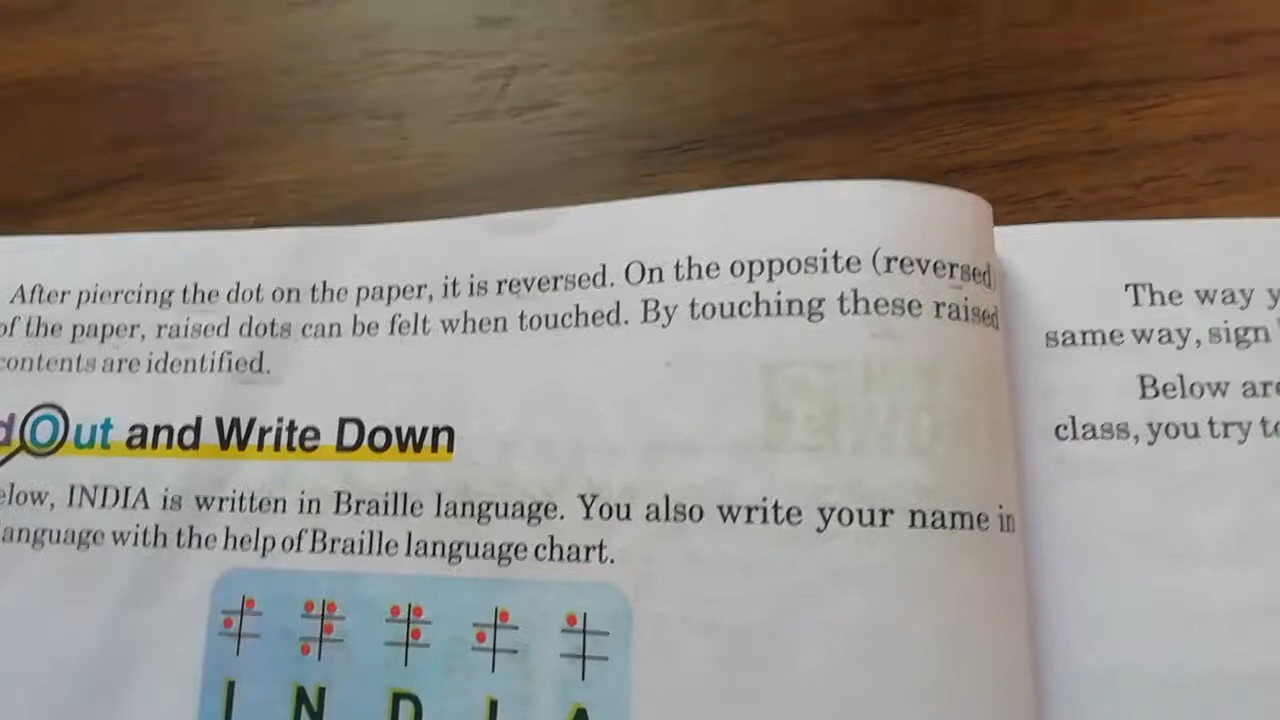 After piercing the dot on the paper, it is reversed. On the opposite (reversed
of the paper, raised dots can be felt when touched. By touching these raised
contents are identified.
Out and Write Down
INDIA is written in Braille language. You also write your name in
language with the help of Braille language chart.
I N D I A
The way
same way, sign
Below are
class, you try to